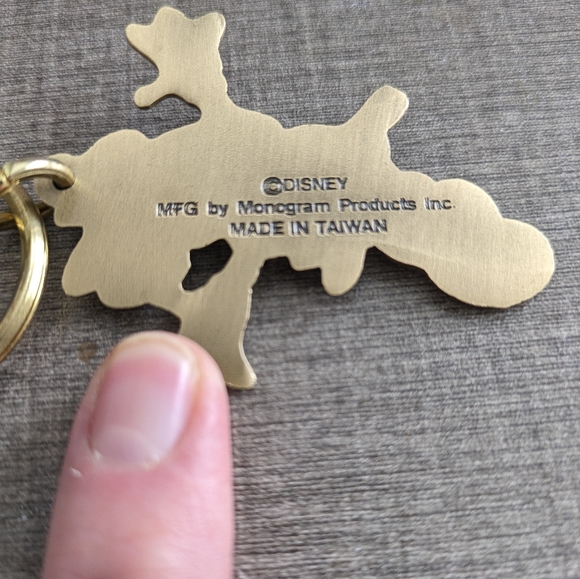 ©DISNEY
MFG by Monogram Products Inc.
MADE IN TAIWAN